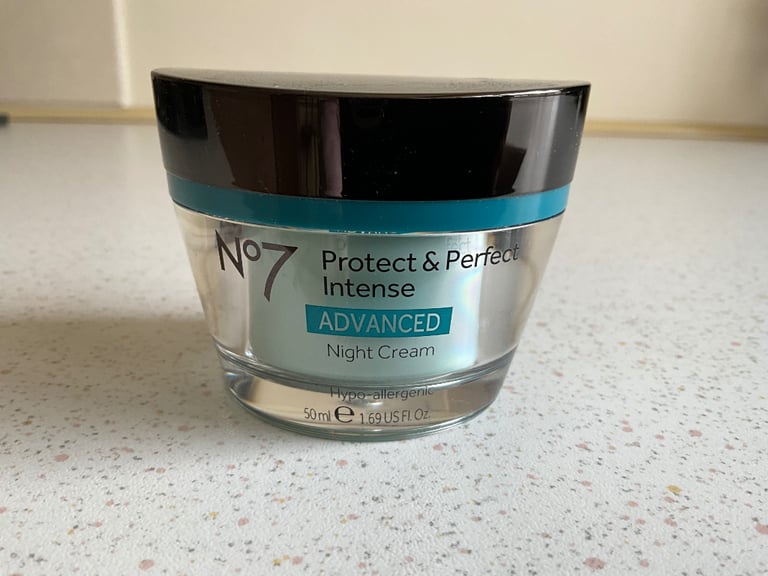 No7
Protect & Perfect
Intense
ADVANCED
Night Cream
Hypo-allergenic
50ml e 1.69 US Fl. Oz.